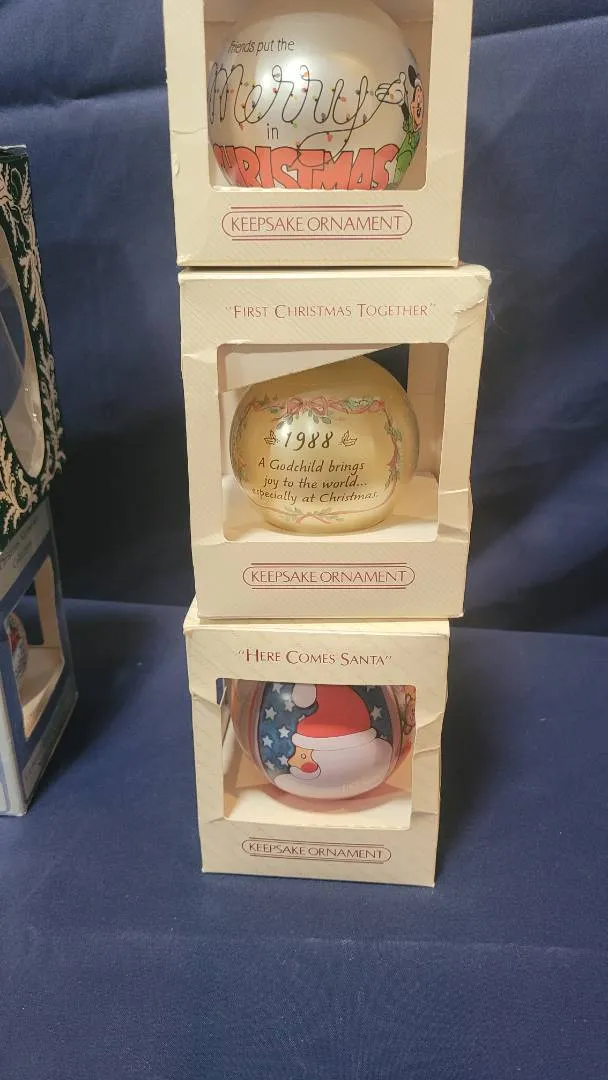 friends put the
Merry
in
CHRISTMAS
KEEPSAKE ORNAMENT
"FIRST CHRISTMAS TOGETHER"
1988
A Godchild brings
joy to the world...
especially at Christmas.
KEEPSAKE ORNAMENT
"HERE COMES SANTA"
KEEPSAKE ORNAMENT